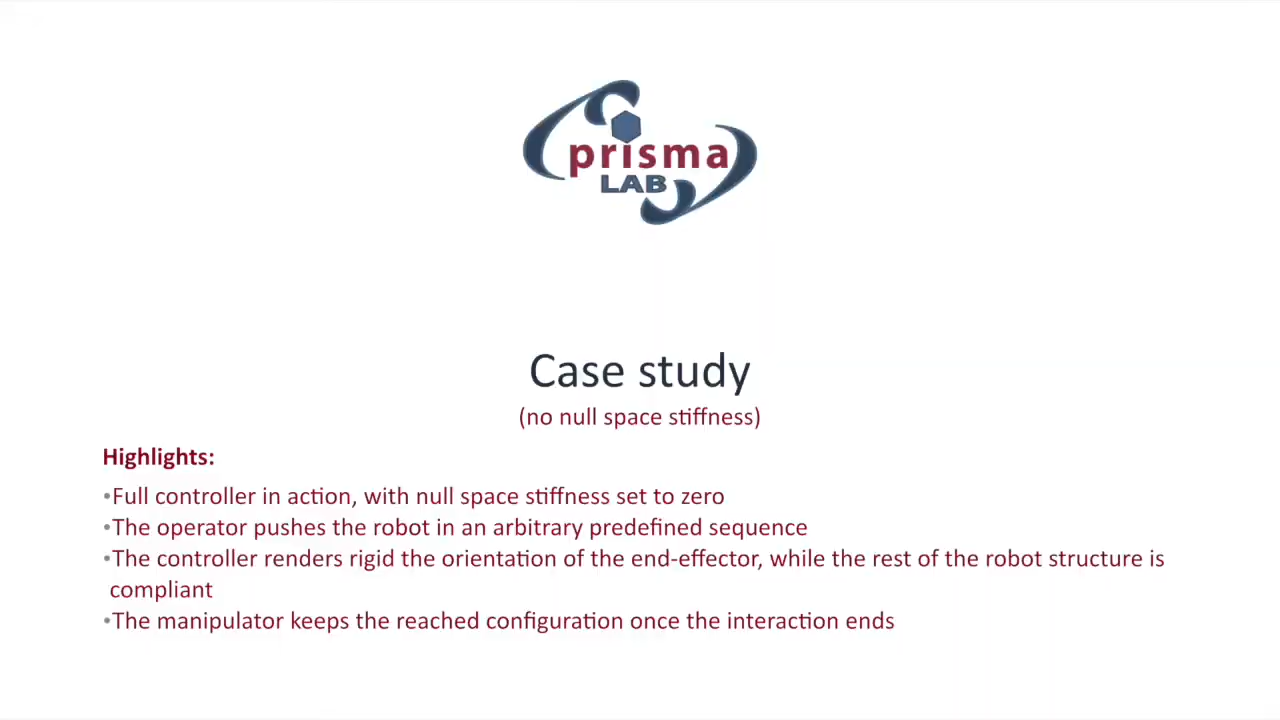 prisma
LAB
Case study
(no null space stiffness)
Highlights:
•Full controller in action, with null space stiffness set to zero
•The operator pushes the robot in an arbitrary predefined sequence
•The controller renders rigid the orientation of the end-effector, while the rest of the robot structure is
compliant
•The manipulator keeps the reached configuration once the interaction ends